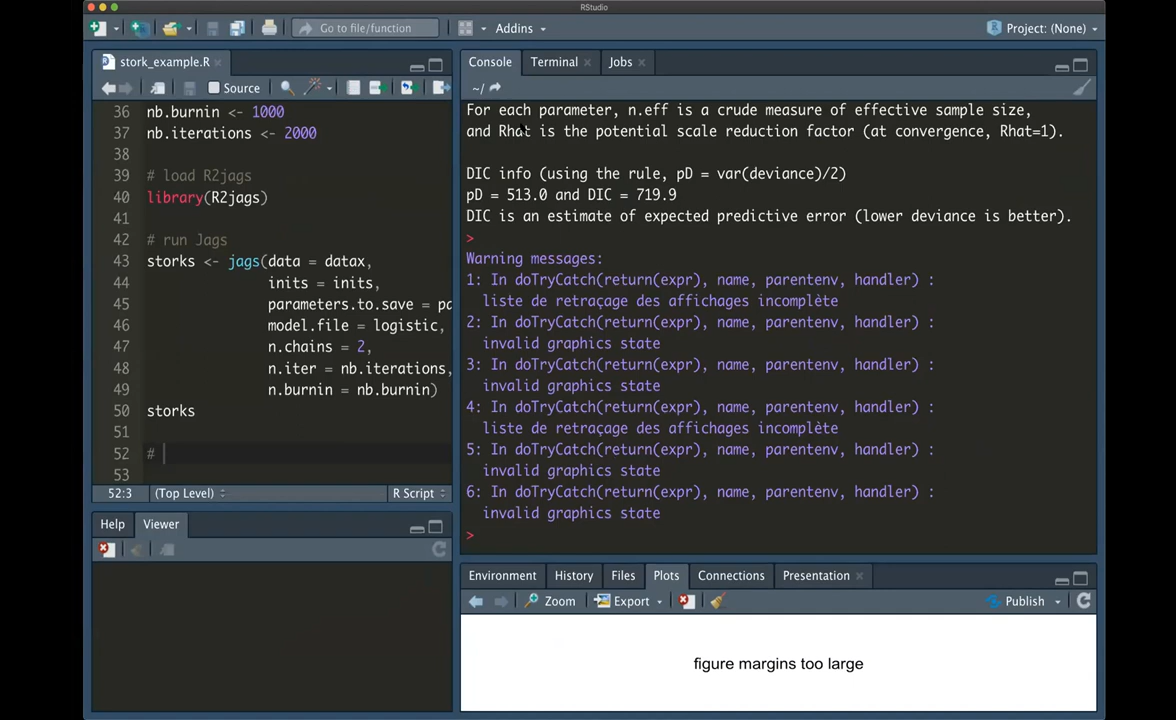 RStudio
Go to file/function
Addins
Project: (None)
stork_example.R
Source
36 nb.burnin <- 1000
37 nb.iterations <- 2000
38
39 # load R2jags
40 library(R2jags)
41
42 # run Jags
43 storks <- jags(data = datax,
44 inits = inits,
45 parameters.to.save = pa
46 model.file = logistic,
47 n.chains = 2,
48 n.iter = nb.iterations,
49 n.burnin = nb.burnin)
50 storks
51
52 #
53
52:3 (Top Level) R Script
Help Viewer
Console Terminal Jobs
~/
For each parameter, n.eff is a crude measure of effective sample size,
and Rhat is the potential scale reduction factor (at convergence, Rhat=1).
DIC info (using the rule, pD = var(deviance)/2)
pD = 513.0 and DIC = 719.9
DIC is an estimate of expected predictive error (lower deviance is better).
>
Warning messages:
1: In doTryCatch(return(expr), name, parentenv, handler) :
liste de retraçage des affichages incomplète
2: In doTryCatch(return(expr), name, parentenv, handler) :
invalid graphics state
3: In doTryCatch(return(expr), name, parentenv, handler) :
invalid graphics state
4: In doTryCatch(return(expr), name, parentenv, handler) :
liste de retraçage des affichages incomplète
5: In doTryCatch(return(expr), name, parentenv, handler) :
invalid graphics state
6: In doTryCatch(return(expr), name, parentenv, handler) :
invalid graphics state
>
Environment History Files Plots Connections Presentation
Zoom Export Publish
figure margins too large